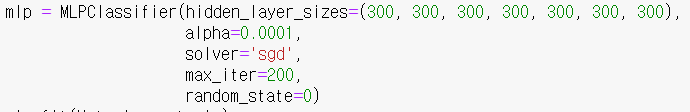 mlp = MLPClassifier(hidden_layer_sizes=(300, 300, 300, 300, 300, 300, 300),
alpha=0.0001,
solver='sgd',
max_iter=200,
random_state=0)